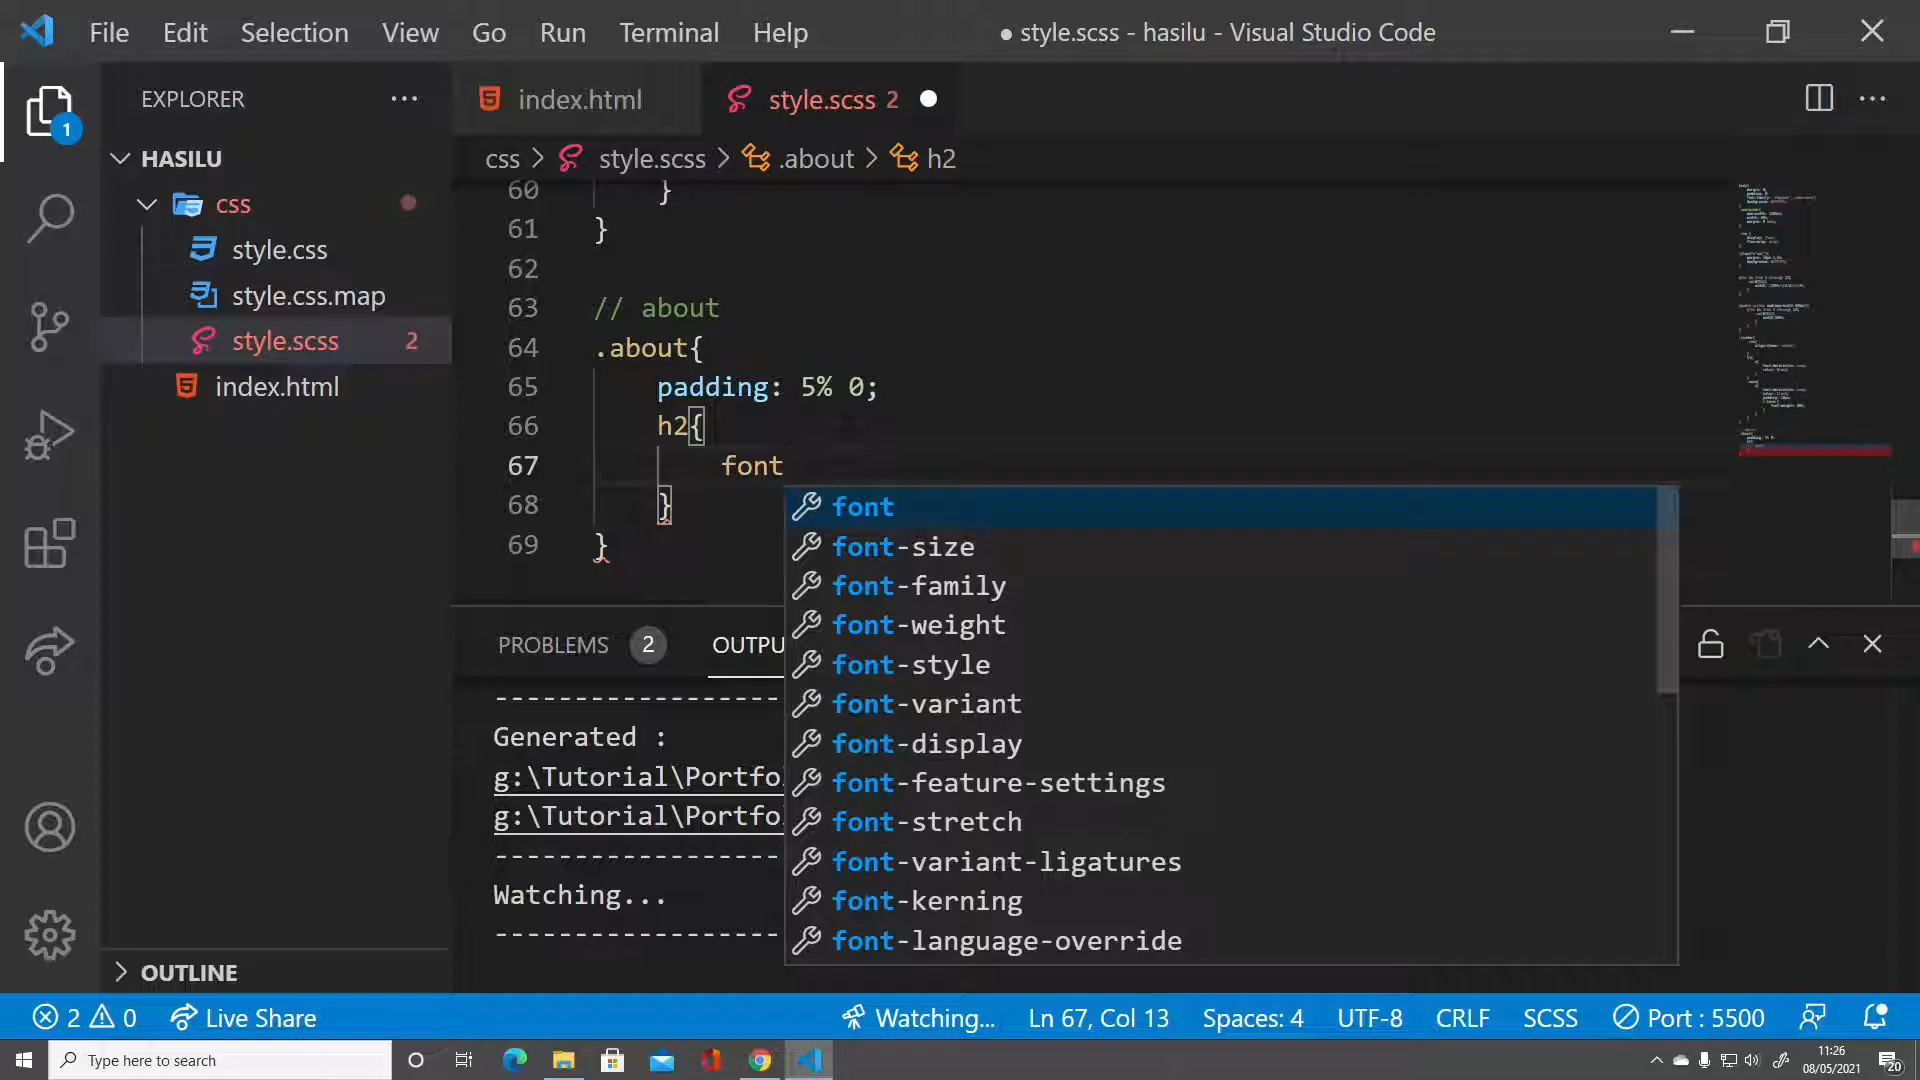 File Edit Selection View Go Run Terminal Help
● style.scss - hasilu - Visual Studio Code
EXPLORER
index.html
style.scss 2
HASILU
css > style.scss > .about > h2
css
style.css
style.css.map
style.scss 2
index.html
60 }
61 }
62
63 // about
64 .about{
65 padding: 5% 0;
66 h2{
67 font
68 }
69 }
font
font-size
font-family
font-weight
font-style
font-variant
font-display
font-feature-settings
font-stretch
font-variant-ligatures
font-kerning
font-language-override
PROBLEMS 2 OUTPU
--------------------
Generated :
g:\Tutorial\Portfo
g:\Tutorial\Portfo
--------------------
Watching...
--------------------
OUTLINE
2 0 Live Share
Watching... Ln 67, Col 13 Spaces: 4 UTF-8 CRLF SCSS Port : 5500
Type here to search
11:26
08/05/2021
20
1